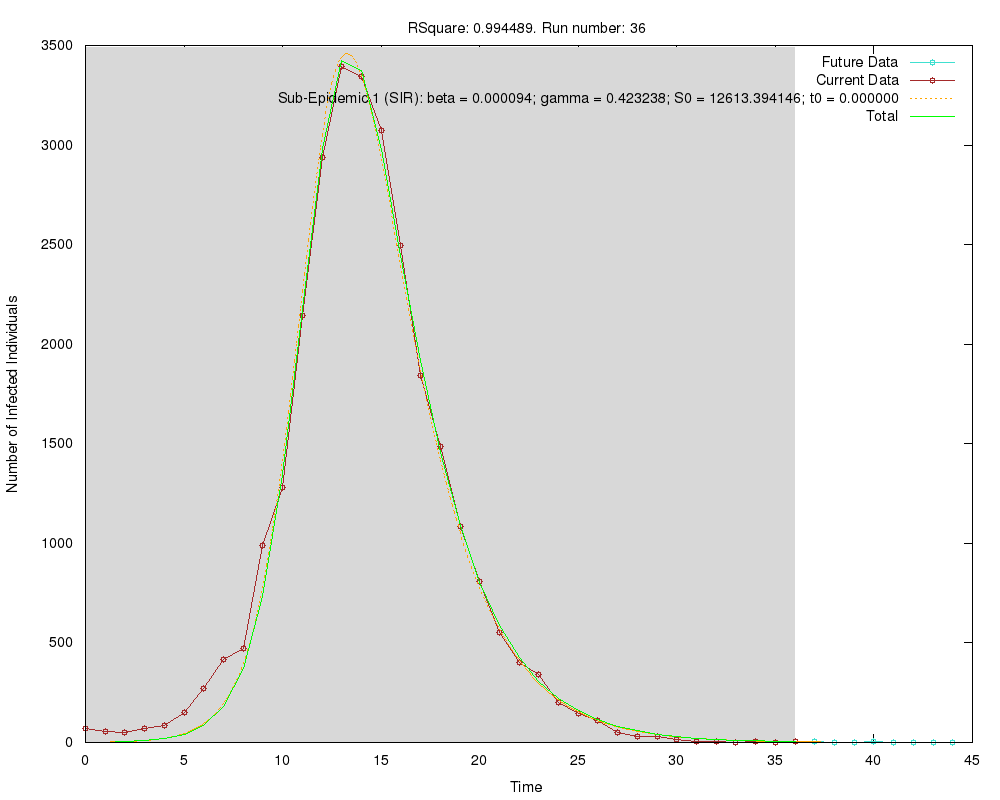 RSquare: 0.994489. Run number: 36
Future Data
Current Data
Sub-Epidemic 1 (SIR): beta = 0.000094; gamma = 0.423238; S0 = 12613.394146; t0 = 0.000000
Total
3500
3000
2500
2000
1500
1000
500
0
Number of Infected Individuals
0 5 10 15 20 25 30 35 40 45
Time